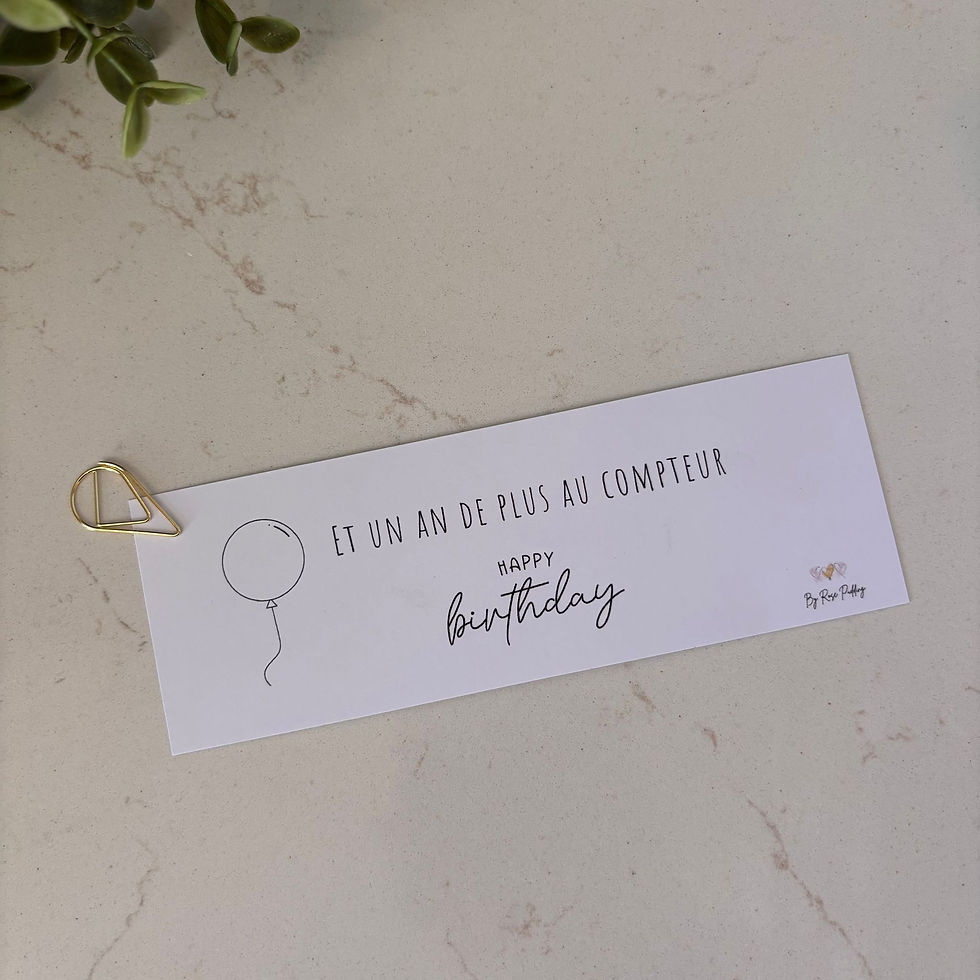 Et un an de plus au compteur
HAPPY
birthday
By Rose Pudding